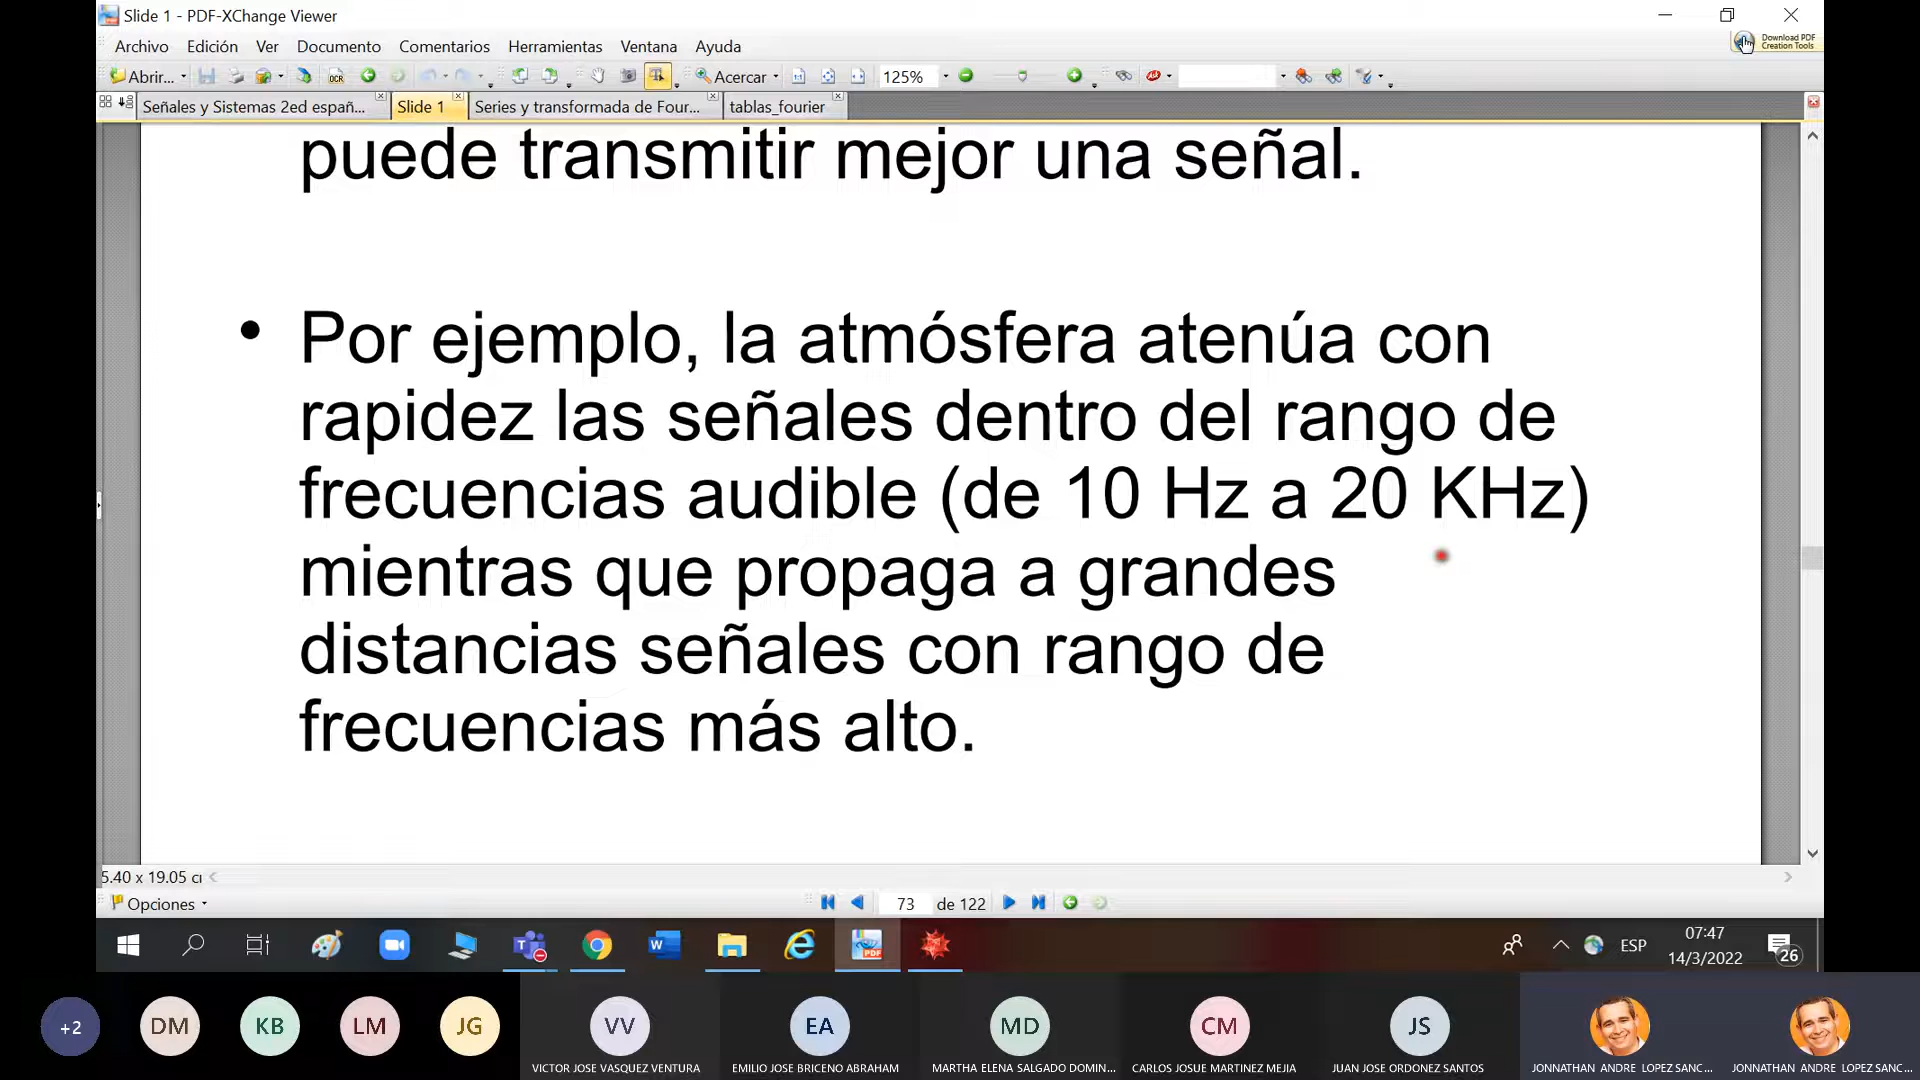 Slide 1 - PDF-XChange Viewer
Archivo Edición Ver Documento Comentarios Herramientas Ventana Ayuda
Download PDF
Creation Tools
Abrir... OCR Acercar 125%
Señales y Sistemas 2ed españ... Slide 1 Series y transformada de Four... tablas_fourier
puede transmitir mejor una señal.
• Por ejemplo, la atmósfera atenúa con
rapidez las señales dentro del rango de
frecuencias audible (de 10 Hz a 20 KHz)
mientras que propaga a grandes
distancias señales con rango de
frecuencias más alto.
5.40 x 19.05 cı
Opciones 73 de 122
ESP 07:47
14/3/2022 26
+2 DM KB LM JG VV EA MD CM JS
VICTOR JOSE VASQUEZ VENTURA EMILIO JOSE BRICENO ABRAHAM MARTHA ELENA SALGADO DOMIN... CARLOS JOSUE MARTINEZ MEJIA JUAN JOSE ORDONEZ SANTOS JONNATHAN ANDRE LOPEZ SANC... JONNATHAN ANDRE LOPEZ SANC...